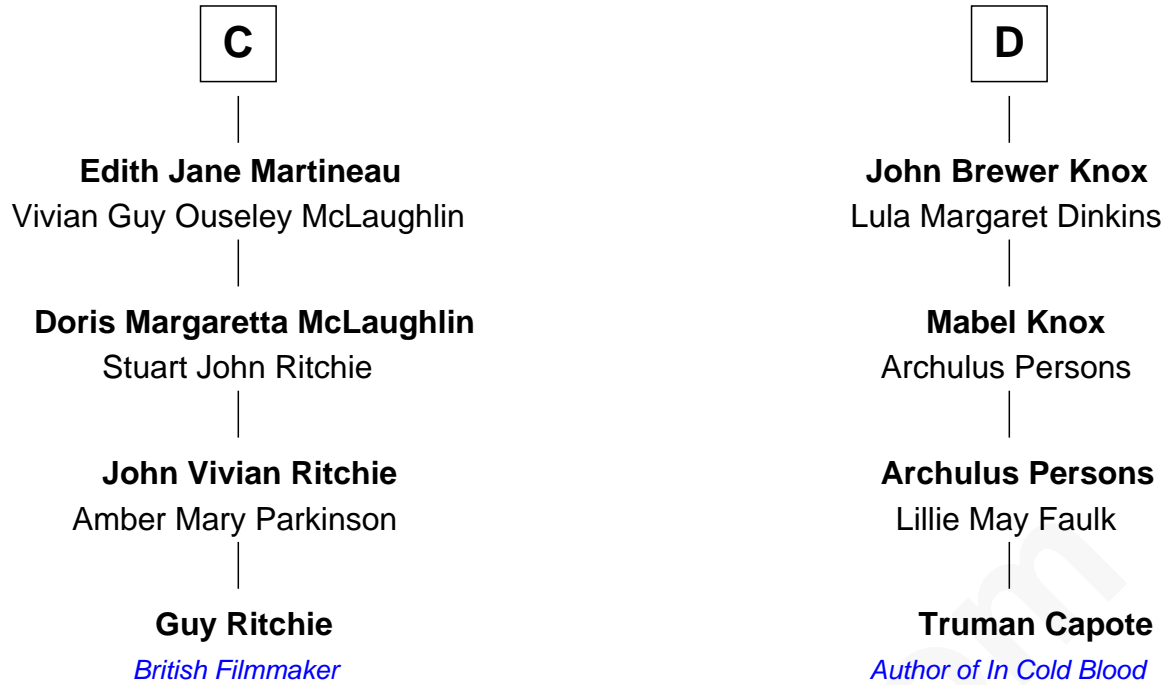 C
Edith Jane Martineau
Vivian Guy Ouseley McLaughlin
Doris Margaretta McLaughlin
Stuart John Ritchie
John Vivian Ritchie
Amber Mary Parkinson
Guy Ritchie
British Filmmaker
D
John Brewer Knox
Lula Margaret Dinkins
Mabel Knox
Archulus Persons
Archulus Persons
Lillie May Faulk
Truman Capote
Author of In Cold Blood
om